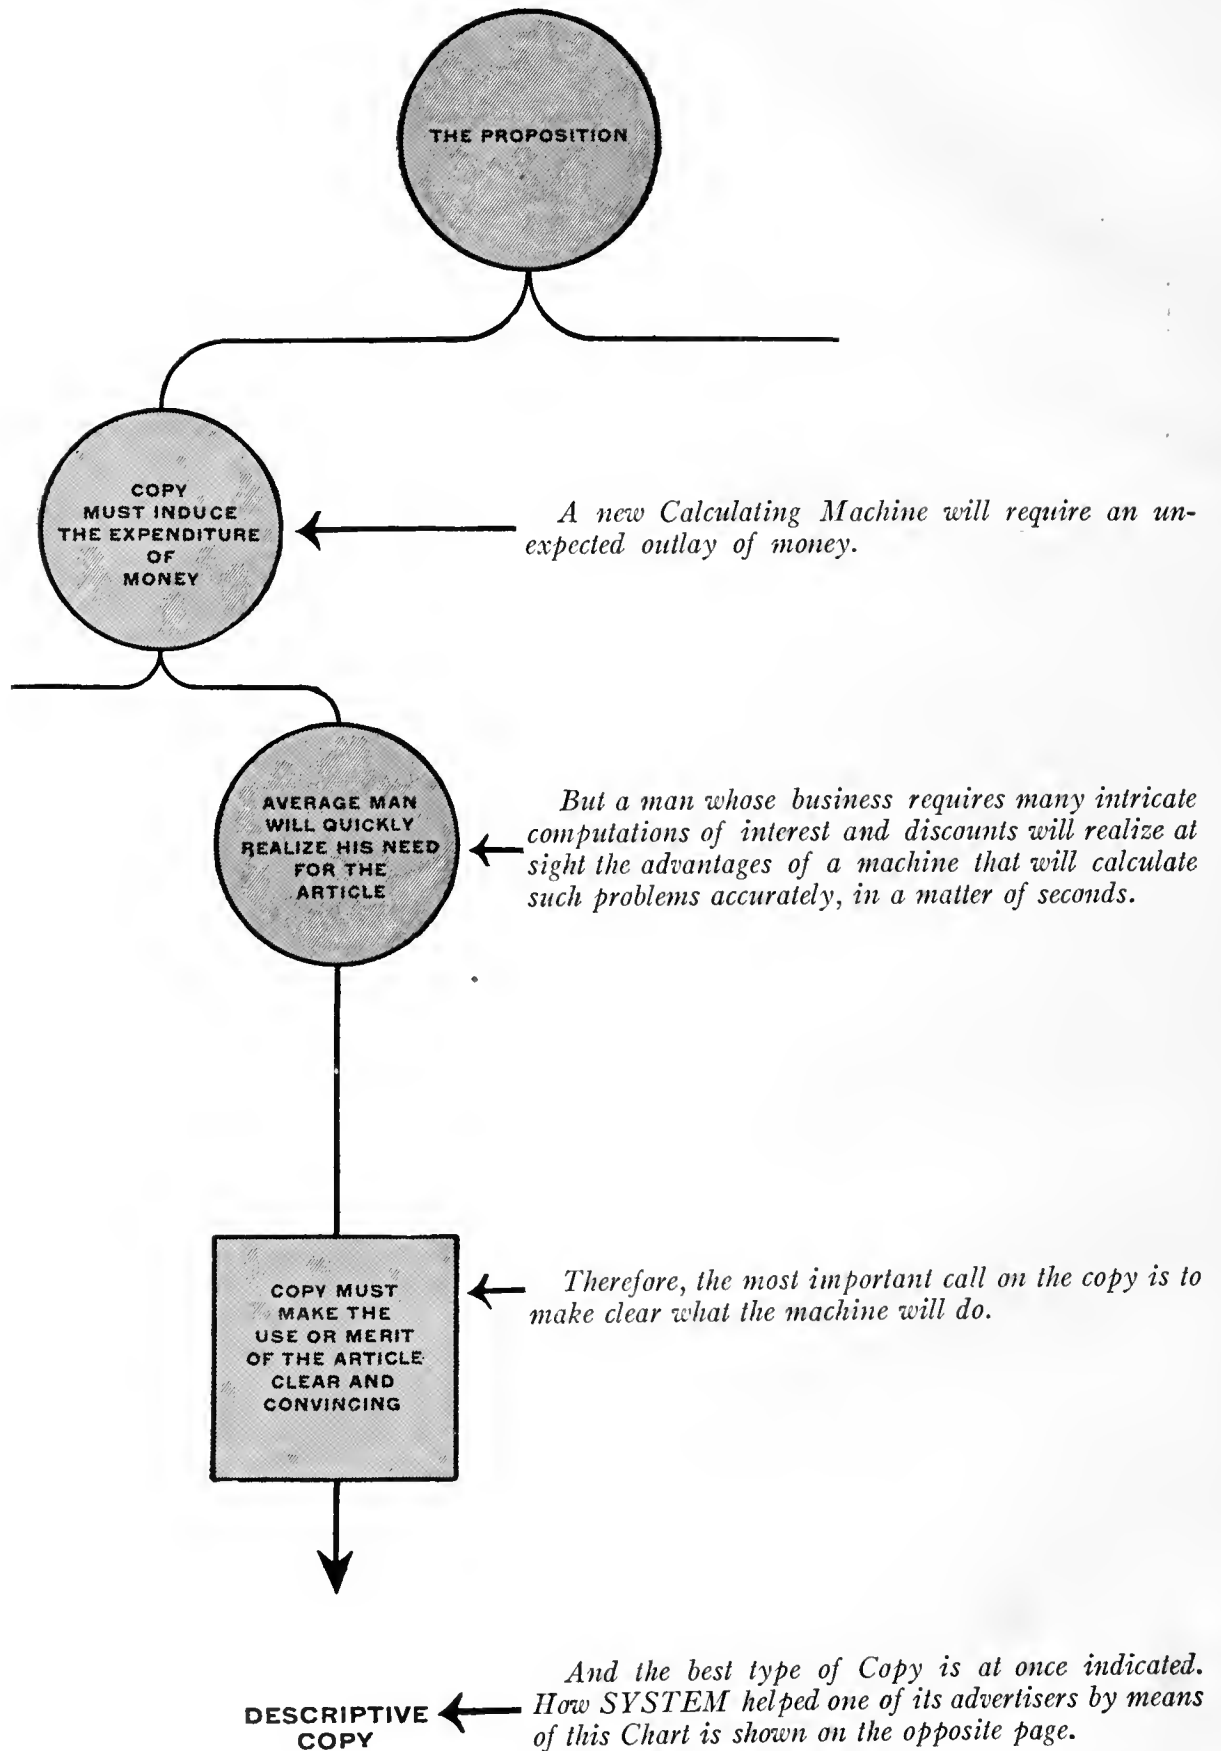 THE PROPOSITION
COPY
MUST INDUCE
THE EXPENDITURE
OF
MONEY
A new Calculating Machine will require an un-
expected outlay of money.
AVERAGE MAN
WILL QUICKLY
REALIZE HIS NEED
FOR THE
ARTICLE
But a man whose business requires many intricate
computations of interest and discounts will realize at
sight the advantages of a machine that will calculate
such problems accurately, in a matter of seconds.
COPY MUST
MAKE THE
USE OR MERIT
OF THE ARTICLE
CLEAR AND
CONVINCING
Therefore, the most important call on the copy is to
make clear what the machine will do.
DESCRIPTIVE
COPY
And the best type of Copy is at once indicated.
How SYSTEM helped one of its advertisers by means
of this Chart is shown on the opposite page.